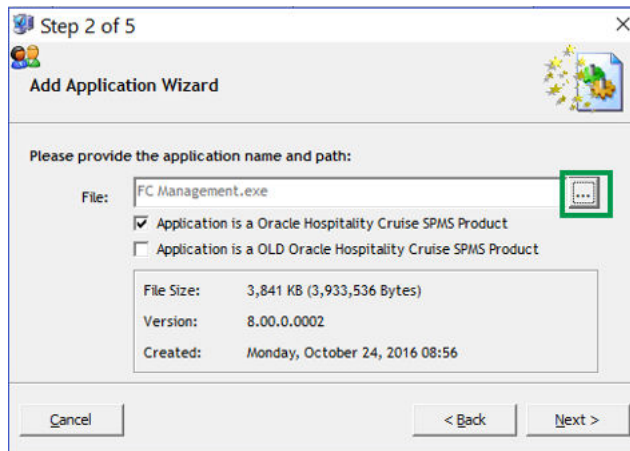 Step 2 of 5
Add Application Wizard
Please provide the application name and path:
File: FC Management.exe ...
Application is a Oracle Hospitality Cruise SPMS Product
Application is a OLD Oracle Hospitality Cruise SPMS Product
File Size: 3,841 KB (3,933,536 Bytes)
Version: 8.00.0.0002
Created: Monday, October 24, 2016 08:56
Cancel < Back Next >